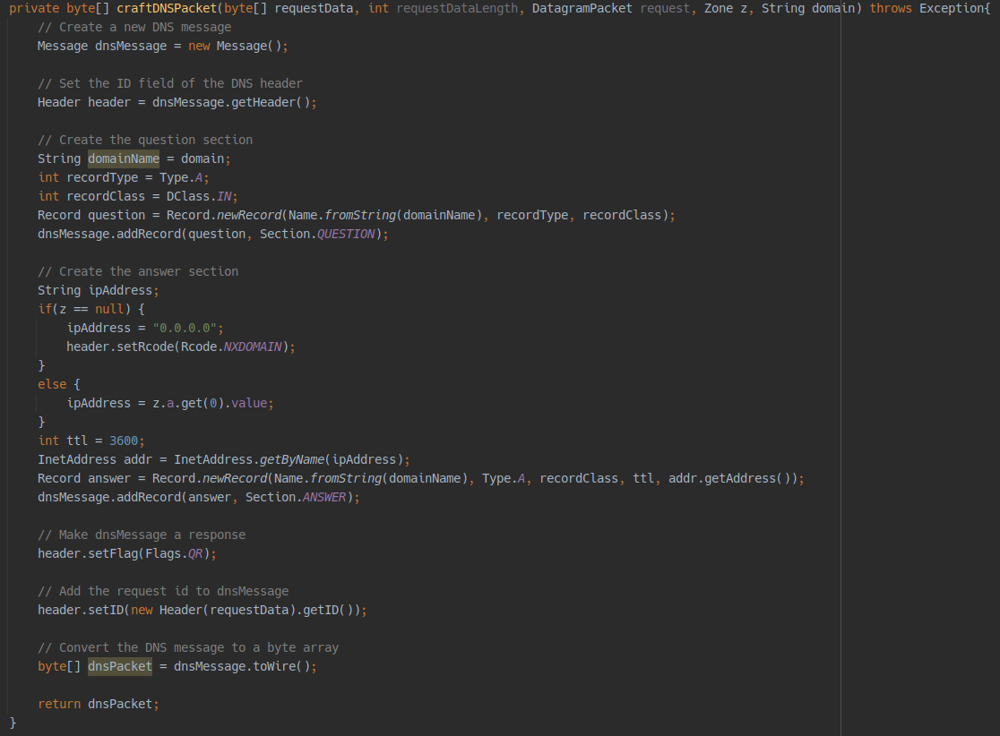 private byte[] craftDNSPacket(byte[] requestData, int requestDataLength, DatagramPacket request, Zone z, String domain) throws Exception{
    // Create a new DNS message
    Message dnsMessage = new Message();

    // Set the ID field of the DNS header
    Header header = dnsMessage.getHeader();

    // Create the question section
    String domainName = domain;
    int recordType = Type.A;
    int recordClass = DClass.IN;
    Record question = Record.newRecord(Name.fromString(domainName), recordType, recordClass);
    dnsMessage.addRecord(question, Section.QUESTION);

    // Create the answer section
    String ipAddress;
    if(z == null) {
        ipAddress = "0.0.0.0";
        header.setRcode(Rcode.NXDOMAIN);
    }
    else {
        ipAddress = z.a.get(0).value;
    }
    int ttl = 3600;
    InetAddress addr = InetAddress.getByName(ipAddress);
    Record answer = Record.newRecord(Name.fromString(domainName), Type.A, recordClass, ttl, addr.getAddress());
    dnsMessage.addRecord(answer, Section.ANSWER);

    // Make dnsMessage a response
    header.setFlag(Flags.QR);

    // Add the request id to dnsMessage
    header.setID(new Header(requestData).getID());

    // Convert the DNS message to a byte array
    byte[] dnsPacket = dnsMessage.toWire();

    return dnsPacket;
}